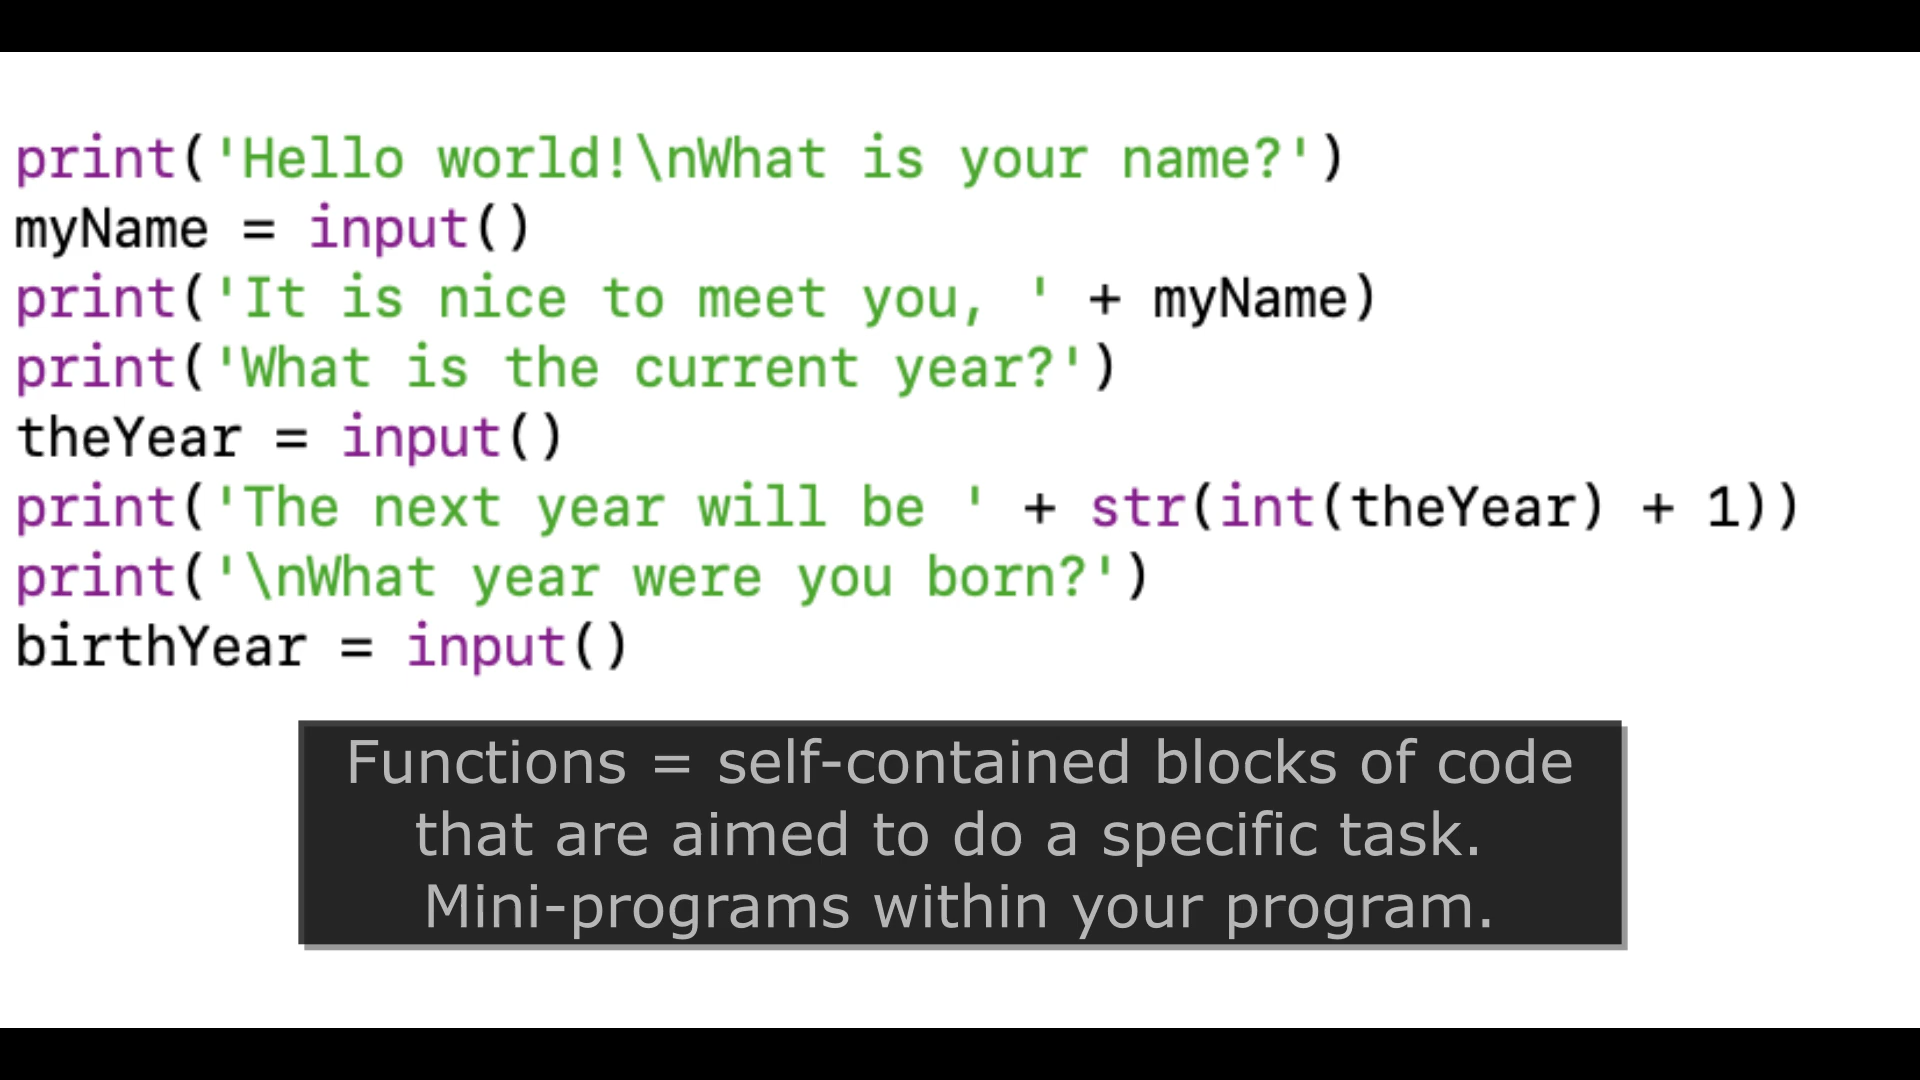 print('Hello world!\nWhat is your name?')
myName = input()
print('It is nice to meet you, ' + myName)
print('What is the current year?')
theYear = input()
print('The next year will be ' + str(int(theYear) + 1))
print('\nWhat year were you born?')
birthYear = input()
Functions = self-contained blocks of code
that are aimed to do a specific task.
Mini-programs within your program.